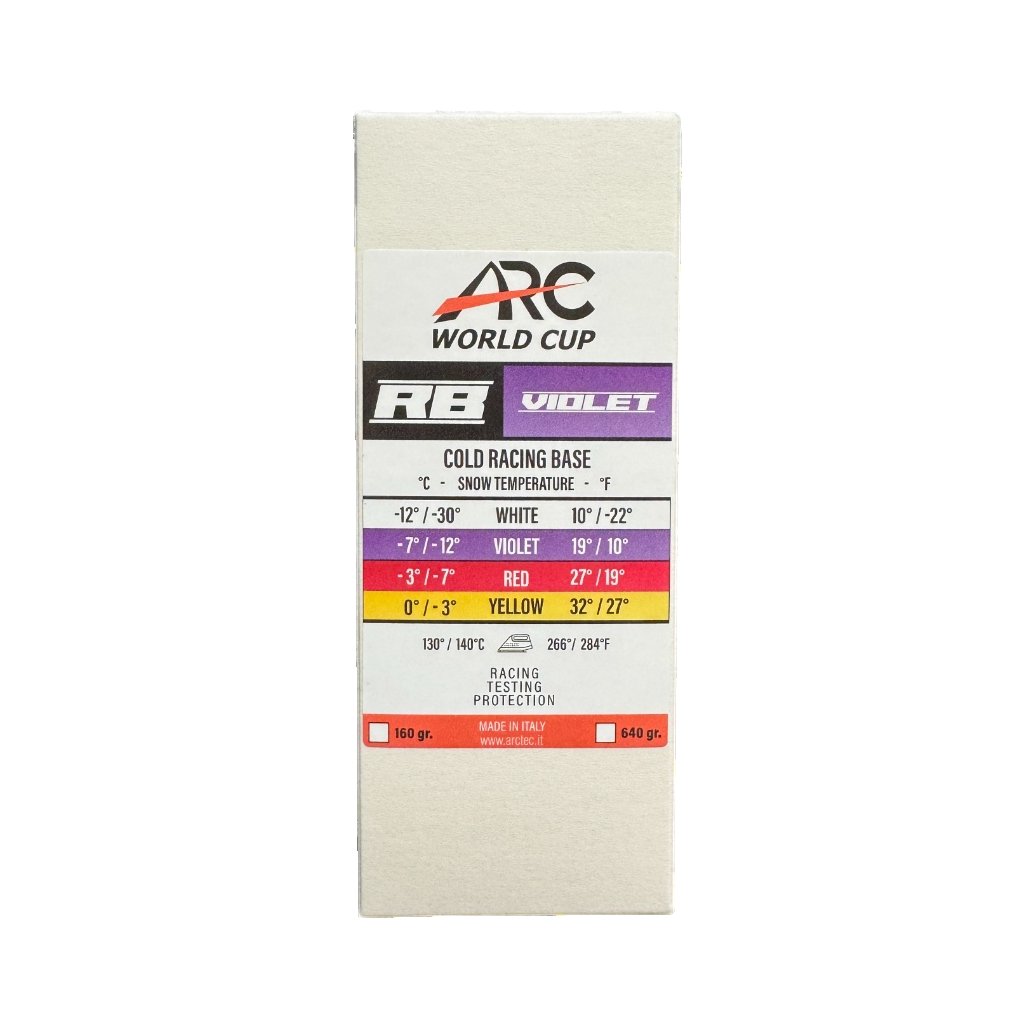 ARC
WORLD CUP
RB VIOLET
COLD RACING BASE
°C - SNOW TEMPERATURE - °F
-12° / -30° WHITE 10° / -22°
- 7° / - 12° VIOLET 19° / 10°
- 3° / - 7° RED 27° / 19°
0° / - 3° YELLOW 32° / 27°
130° / 140°C 266°/ 284°F
RACING
TESTING
PROTECTION
160 gr. MADE IN ITALY 640 gr.
www.arctec.it